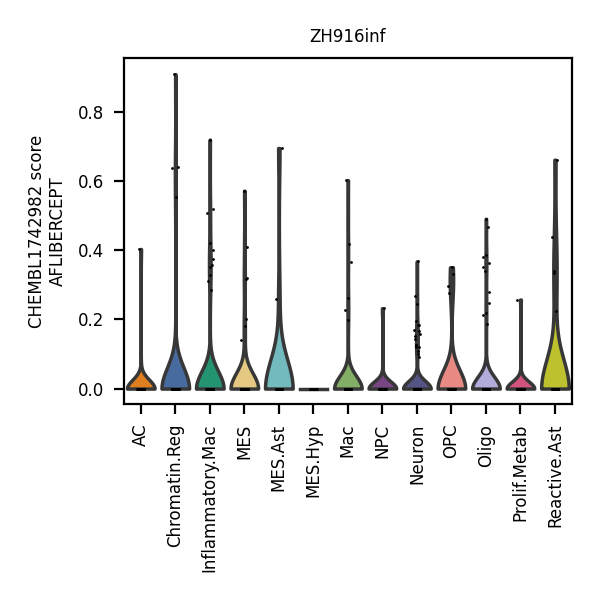 ZH916inf
CHEMBL1742982 score
AFLIBERCEPT
0.8
0.6
0.4
0.2
0.0
AC
Chromatin.Reg
Inflammatory.Mac
MES
MES.Ast
MES.Hyp
Mac
NPC
Neuron
OPC
Oligo
Prolif.Metab
Reactive.Ast